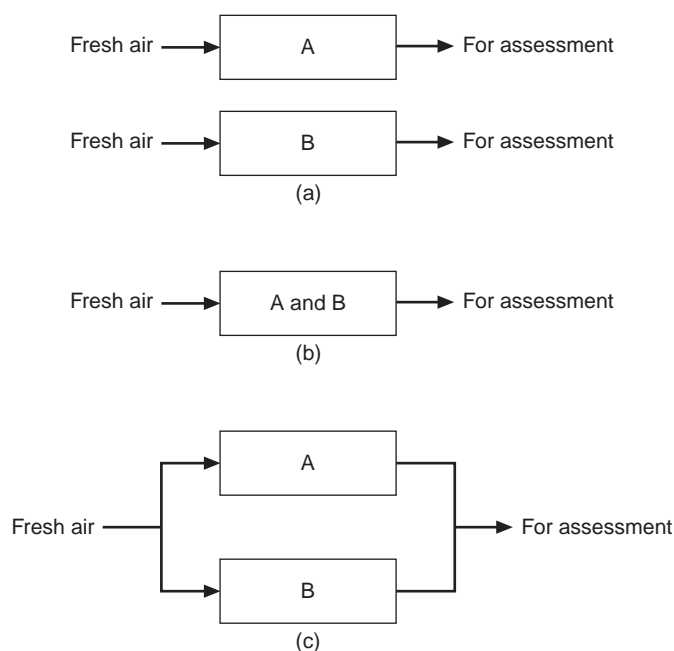 Fresh air A For assessment
Fresh air B For assessment
(a)
Fresh air A and B For assessment
(b)
A
Fresh air For assessment
B
(c)